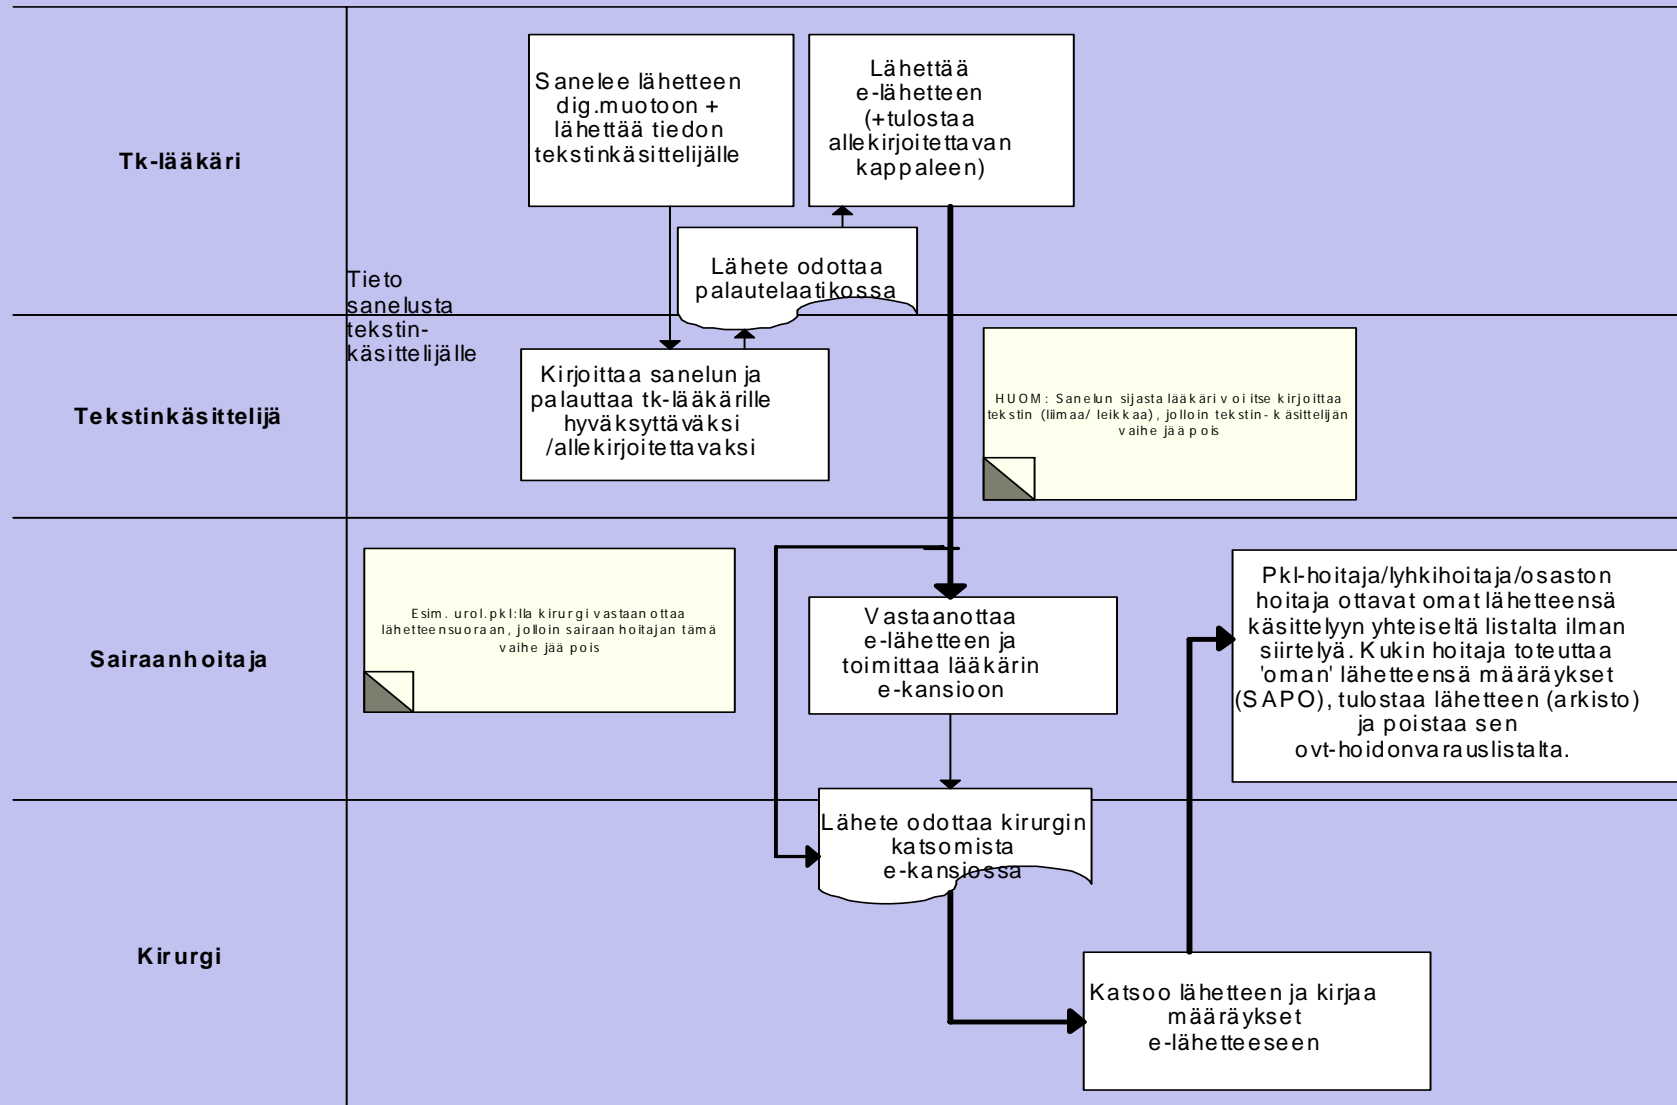 Tk-lääkäri
Sanelee lähetteen
dig.muotoon +
lähettää tiedon
tekstinkäsittelijälle
Lähettää
e-lähetteen
(+tulostaa
allekirjoitettavan
kappaleen)
Lähete odottaa
palautelaatikossa
Tieto
sanelusta
tekstin-
käsittelijälle
Tekstinkäsittelijä
Kirjoittaa sanelun ja
palauttaa tk-lääkärille
hyväksyttäväksi
/allekirjoitettavaksi
HUOM: Sanelun sijasta lääkäri voi itse kirjoittaa
tekstin (liimaa/ leikkaa), jolloin tekstin- käsittelijän
vaihe jää pois
Sairaanhoitaja
Esim. urol.pkl:lla kirurgi vastaanottaa
lähetteensuoraan, jolloin sairaanhoitajan tämä
vaihe jää pois
Vastaanottaa
e-lähetteen ja
toimittaa lääkärin
e-kansioon
Pkl-hoitaja/lyhkihoitaja/osaston
hoitaja ottavat omat lähetteensä
käsittelyyn yhteiseltä listalta ilman
siirtelyä. Kukin hoitaja toteuttaa
'oman' lähetteensä määräykset
(SAPO), tulostaa lähetteen (arkisto)
ja poistaa sen
ovt-hoidonvarauslistalta.
Kirurgi
Lähete odottaa kirurgin
katsomista
e-kansiossa
Katsoo lähetteen ja kirjaa
määräykset
e-lähetteeseen